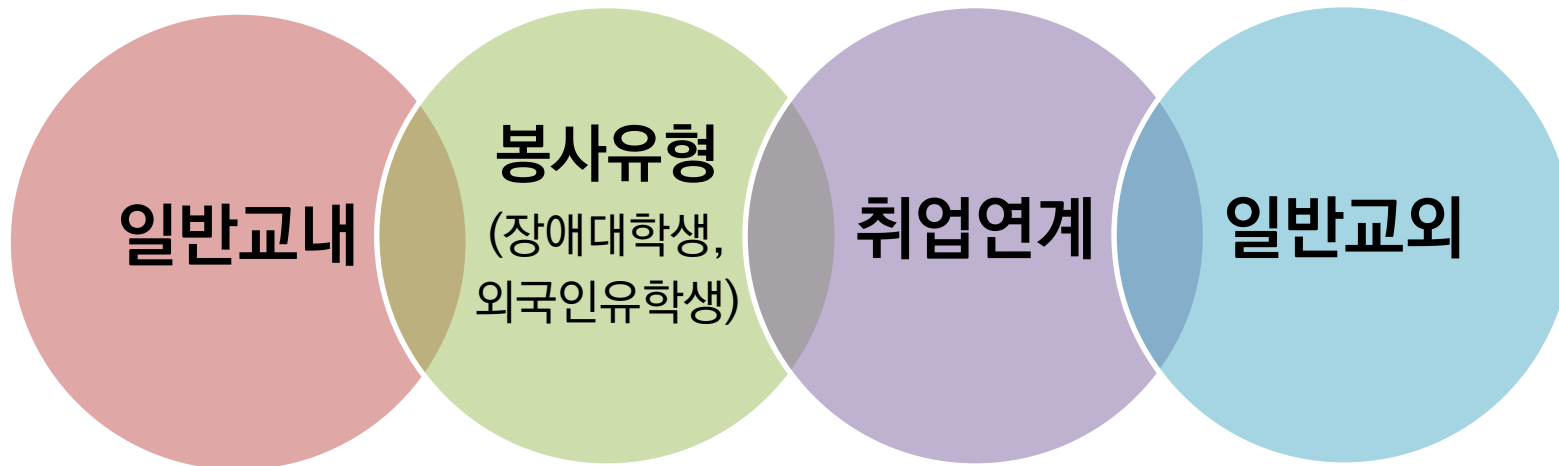 일반교내
봉사유형
(장애대학생,
외국인유학생)
취업연계
일반교외